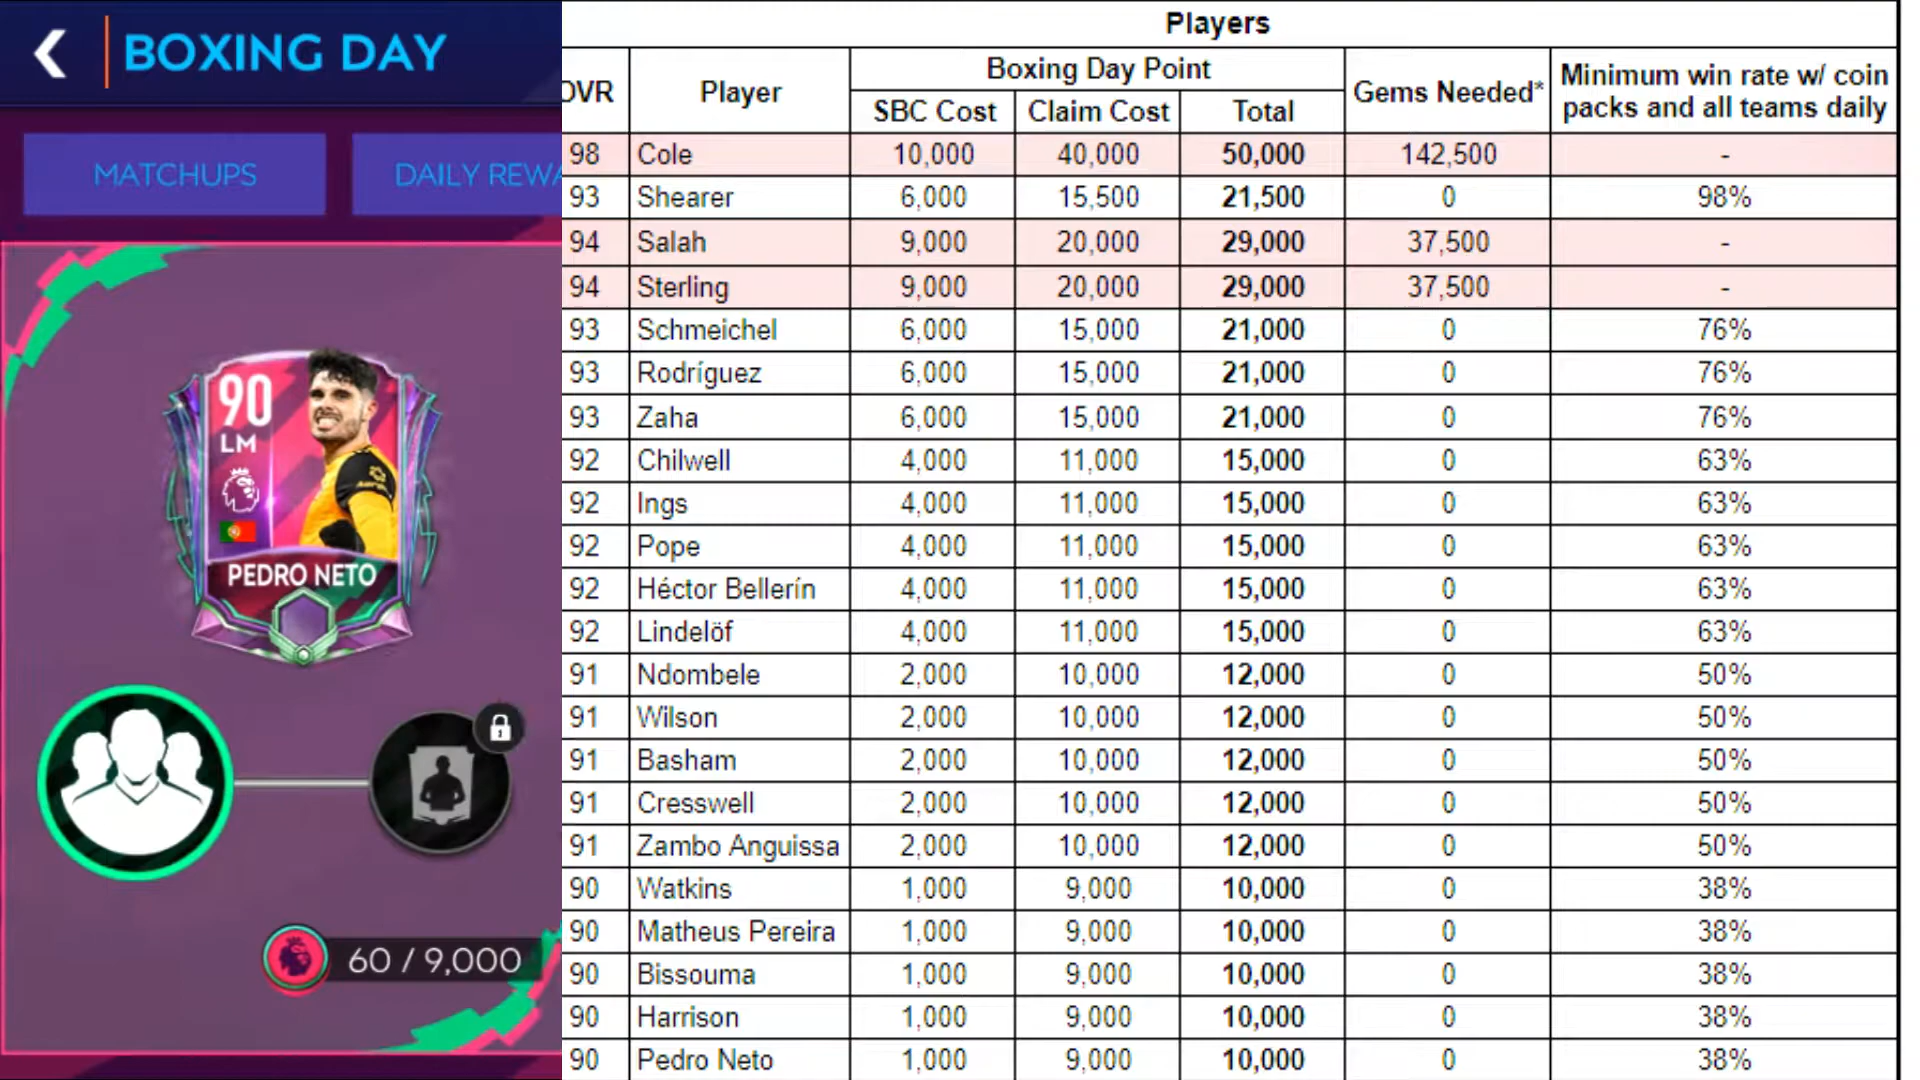 BOXING DAY
MATCHUPS DAILY REWA
90
LM
PEDRO NETO
60 / 9,000
Players
OVR Player Boxing Day Point Gems Needed* Minimum win rate w/ coin packs and all teams daily
SBC Cost Claim Cost Total
98 Cole 10,000 40,000 50,000 142,500 -
93 Shearer 6,000 15,500 21,500 0 98%
94 Salah 9,000 20,000 29,000 37,500 -
94 Sterling 9,000 20,000 29,000 37,500 -
93 Schmeichel 6,000 15,000 21,000 0 76%
93 Rodríguez 6,000 15,000 21,000 0 76%
93 Zaha 6,000 15,000 21,000 0 76%
92 Chilwell 4,000 11,000 15,000 0 63%
92 Ings 4,000 11,000 15,000 0 63%
92 Pope 4,000 11,000 15,000 0 63%
92 Héctor Bellerín 4,000 11,000 15,000 0 63%
92 Lindelöf 4,000 11,000 15,000 0 63%
91 Ndombele 2,000 10,000 12,000 0 50%
91 Wilson 2,000 10,000 12,000 0 50%
91 Basham 2,000 10,000 12,000 0 50%
91 Cresswell 2,000 10,000 12,000 0 50%
91 Zambo Anguissa 2,000 10,000 12,000 0 50%
90 Watkins 1,000 9,000 10,000 0 38%
90 Matheus Pereira 1,000 9,000 10,000 0 38%
90 Bissouma 1,000 9,000 10,000 0 38%
90 Harrison 1,000 9,000 10,000 0 38%
90 Pedro Neto 1,000 9,000 10,000 0 38%